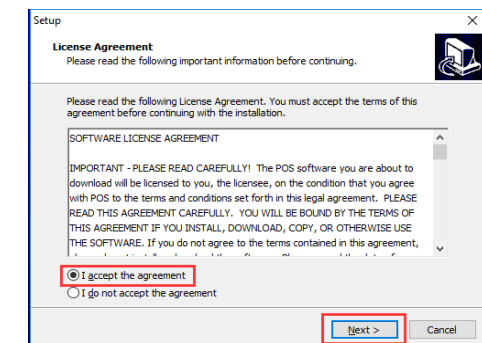 Setup
License Agreement
Please read the following important information before continuing.
Please read the following License Agreement. You must accept the terms of this
agreement before continuing with the installation.
SOFTWARE LICENSE AGREEMENT
IMPORTANT - PLEASE READ CAREFULLY! The POS software you are about to
download will be licensed to you, the licensee, on the condition that you agree
with POS to the terms and conditions set forth in this legal agreement. PLEASE
READ THIS AGREEMENT CAREFULLY. YOU WILL BE BOUND BY THE TERMS OF
THIS AGREEMENT IF YOU INSTALL, DOWNLOAD, COPY, OR OTHERWISE USE
THE SOFTWARE. If you do not agree to the terms contained in this agreement,
I accept the agreement
I do not accept the agreement
Next >
Cancel